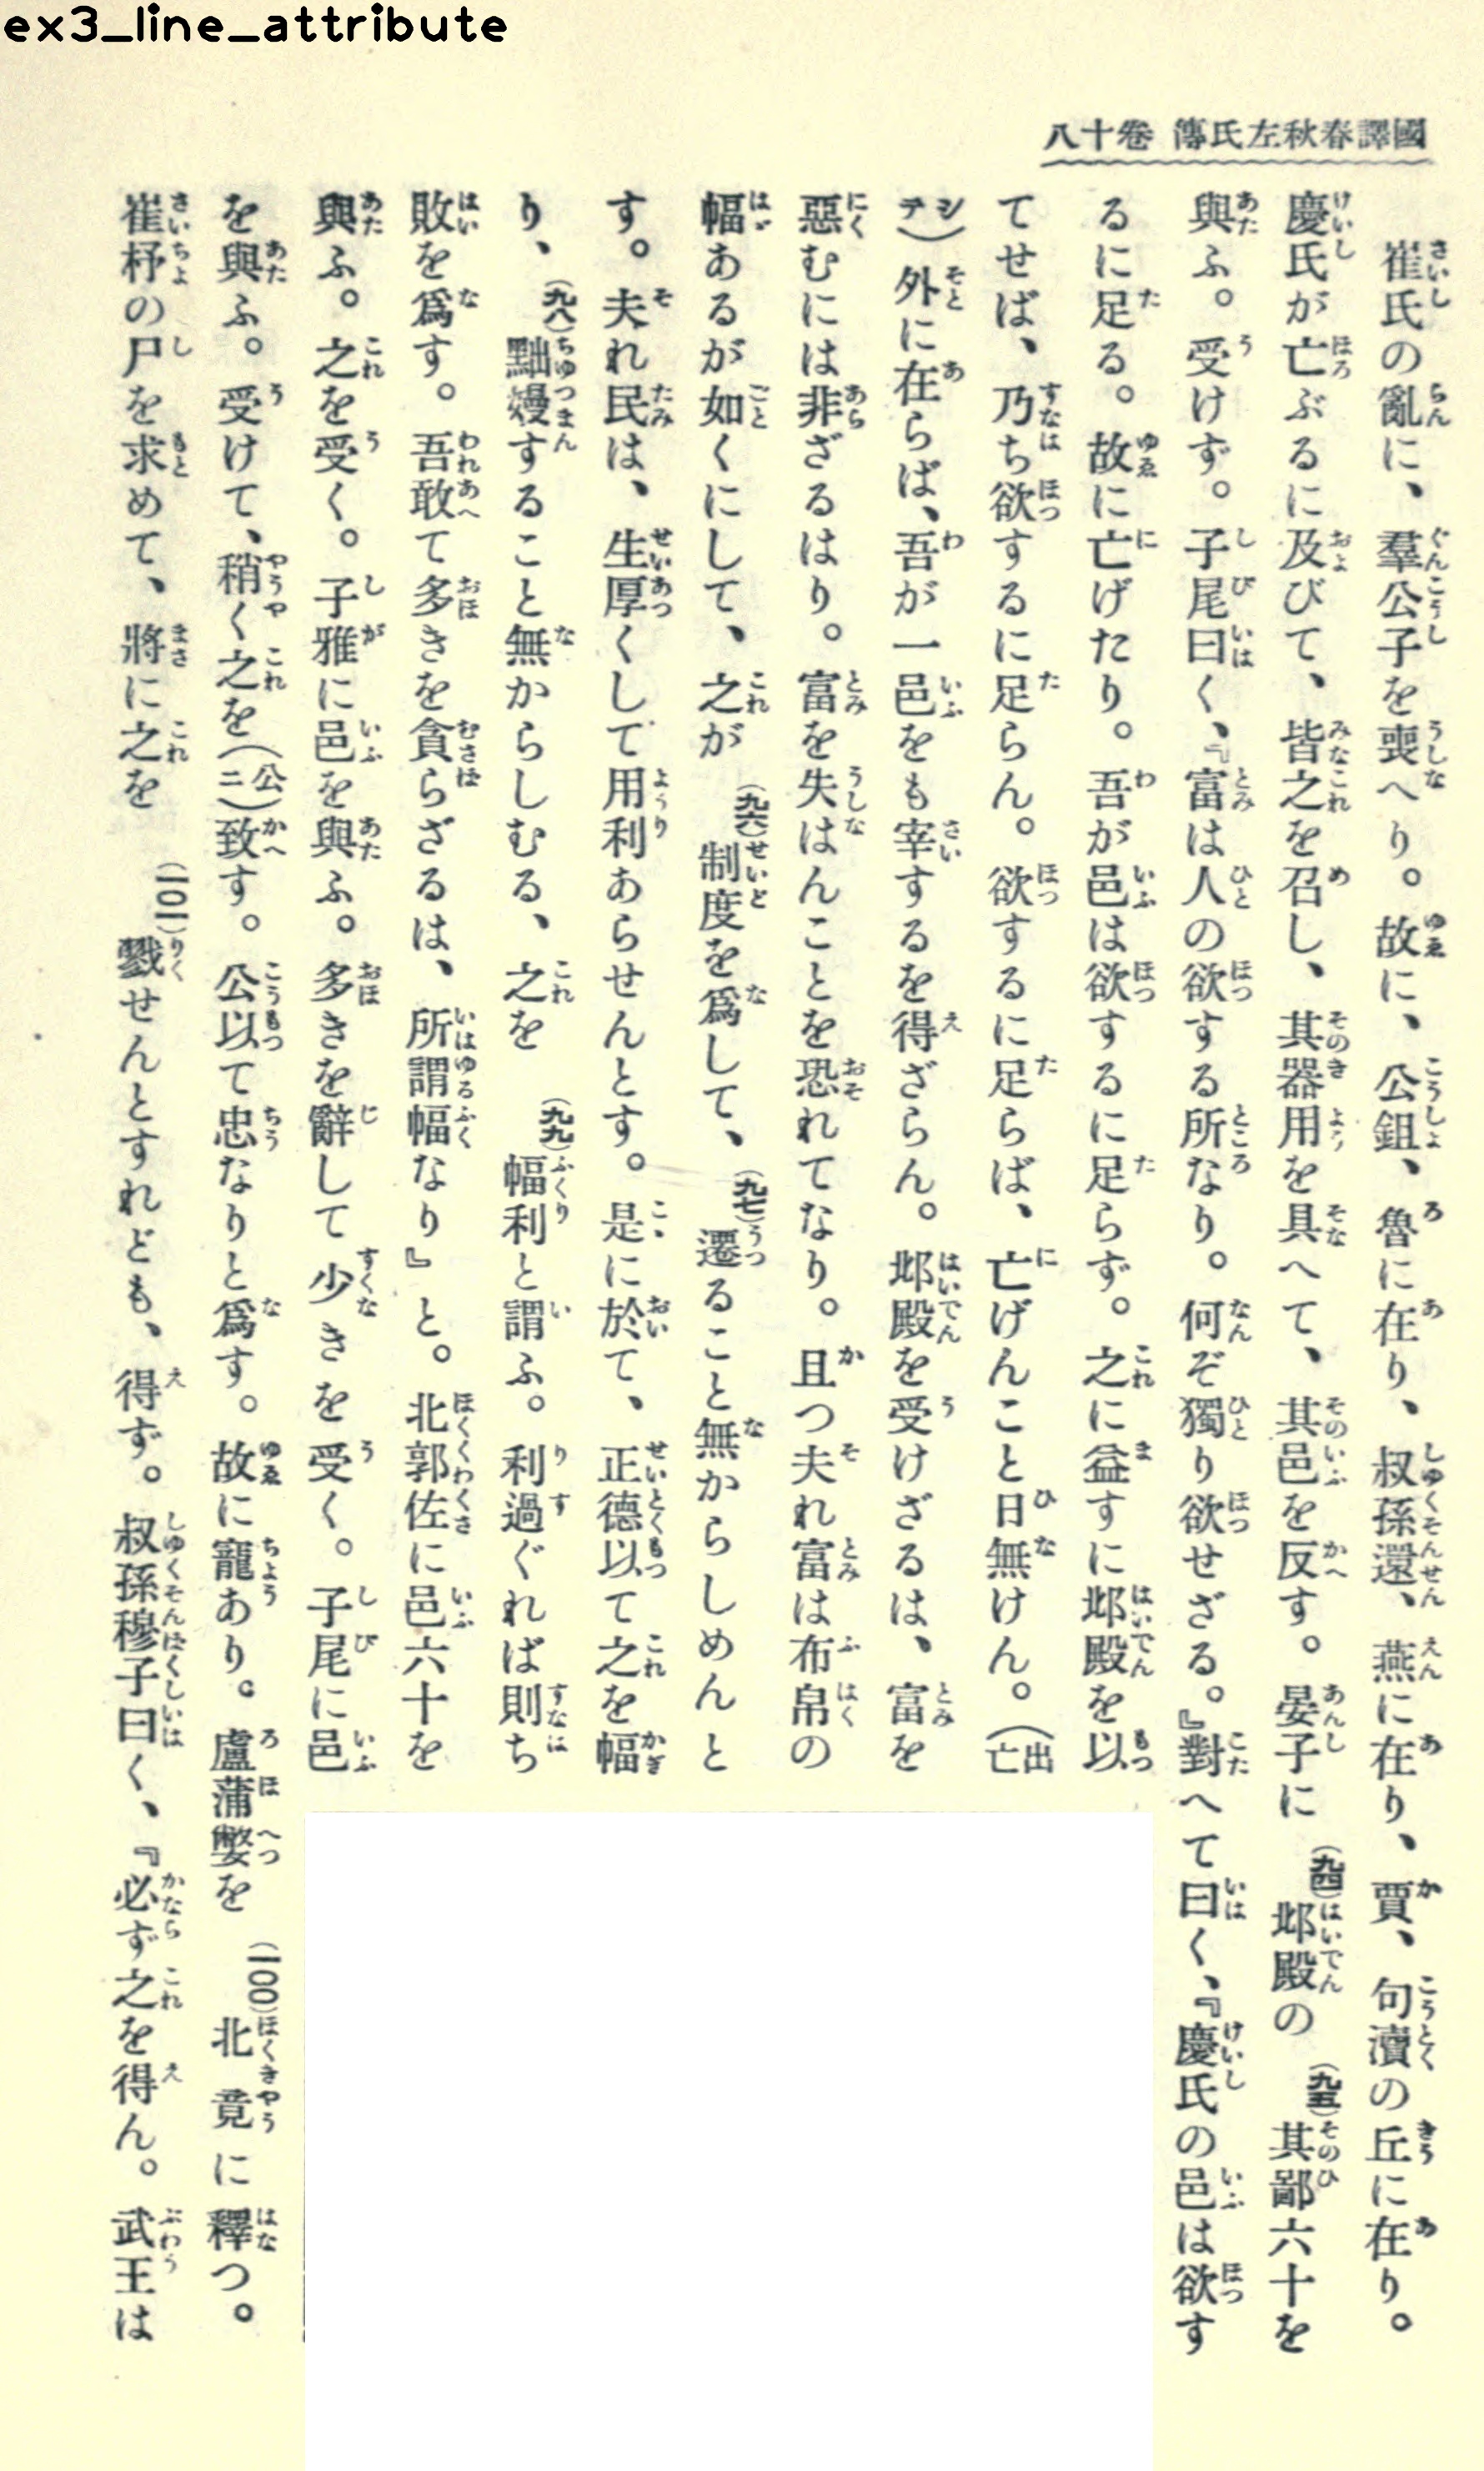 ex3_line_attribute
國譯春秋左氏傳 卷十八
崔氏の亂に、羣公子を喪へり。故に、公鉏、魯に在り、叔孫還、燕に在り、賈、句瀆の丘に在り。
慶氏が亡ぶるに及びて、皆之を召し、其器用を具へて、其邑を反す。晏子に(九四)邶殿の(九五)其鄙六十を
與ふ。受けず。子尾曰く、『富は人の欲する所なり。何ぞ獨り欲せざる。』對へて曰く、『慶氏の邑は欲す
るに足る。故に亡げたり。吾が邑は欲するに足らず。之に益すに邶殿を以
てせば、乃ち欲するに足らん。欲するに足らば、亡げんこと日無けん。(出亡
シテ)外に在らば、吾が一邑をも宰するを得ざらん。邶殿を受けざるは、富を
惡むには非ざるはり。富を失はんことを恐れてなり。且つ夫れ富は布帛の
幅あるが如くにして、之が(九六)制度を爲して、(九七)遷ること無からしめんと
す。夫れ民は、生厚くして用利あらせんとす。是に於て、正德以て之を幅
り、(九八)黜嫚すること無からしむる、之を(九九)幅利と謂ふ。利過ぐれば則ち
敗を爲す。吾敢て多きを貪らざるは、所謂幅なり』と。北郭佐に邑六十を
與ふ。之を受く。子雅に邑を與ふ。多きを辭して少きを受く。子尾に邑
を與ふ。受けて、稍く之を(公ニ)致す。公以て忠なりと爲す。故に寵あり。盧蒲嫳を(一〇〇)北竟に釋つ。
崔杼の尸を求めて、將に之を(一〇一)戮せんとすれども、得ず。叔孫穆子曰く、『必ず之を得ん。武王は